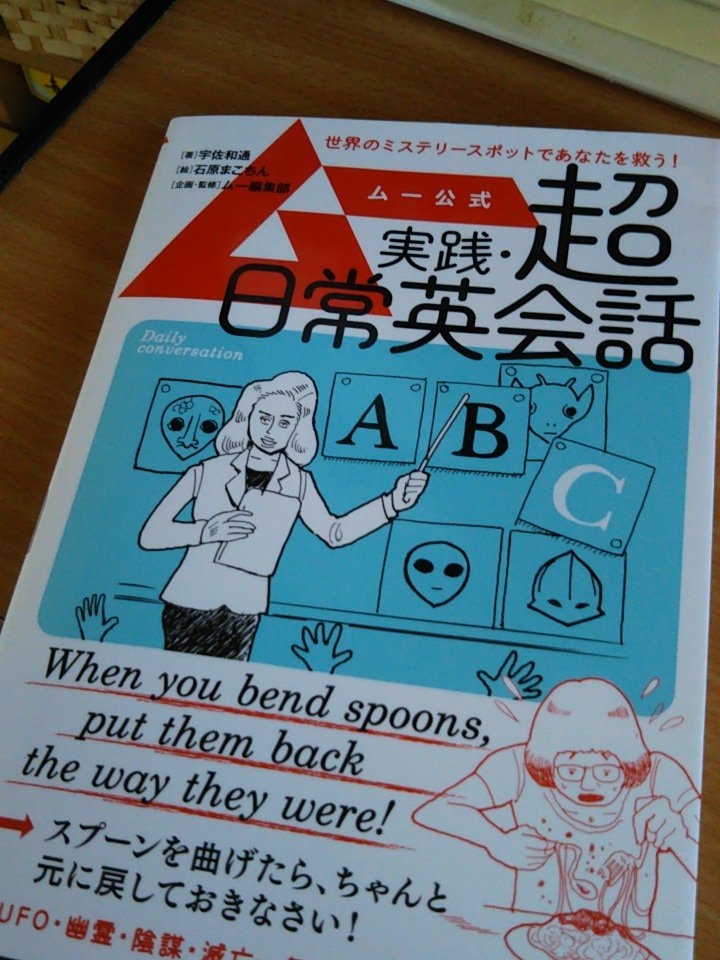 世界のミステリースポットであなたを救う!
[著]宇佐和通
[絵]石原まこちん
[企画・監修]ムー編集部
ムー公式
実践・超
日常英会話
Daily
conversation
A
B
C
When you bend spoons,
put them back
the way they were!
→スプーンを曲げたら、ちゃんと
元に戻しておきなさい!
UFO・幽霊・陰謀・滅亡